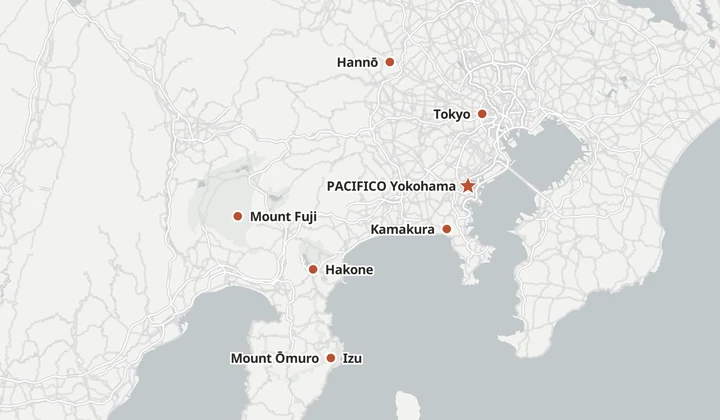 Hannō
Tokyo
PACIFICO Yokohama
Mount Fuji
Kamakura
Hakone
Mount Ōmuro
Izu